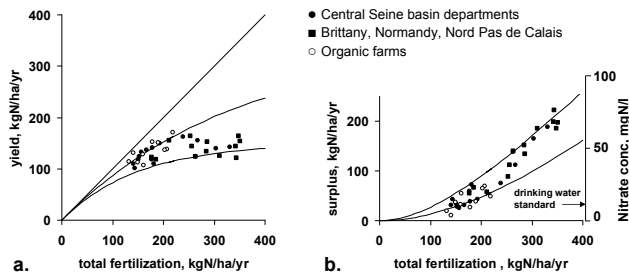 ● Central Seine basin departments
■ Brittany, Normandy, Nord Pas de Calais
○ Organic farms
yield, kgN/ha/yr
400
300
200
100
0
0 100 200 300 400
total fertilization, kgN/ha/yr
a.
surplus, kgN/ha/yr
200
100
0
0 100 200 300 400
total fertilization , kgN/ha/yr
b.
drinking water
standard
100
50
0
Nitrate conc, mgN/l